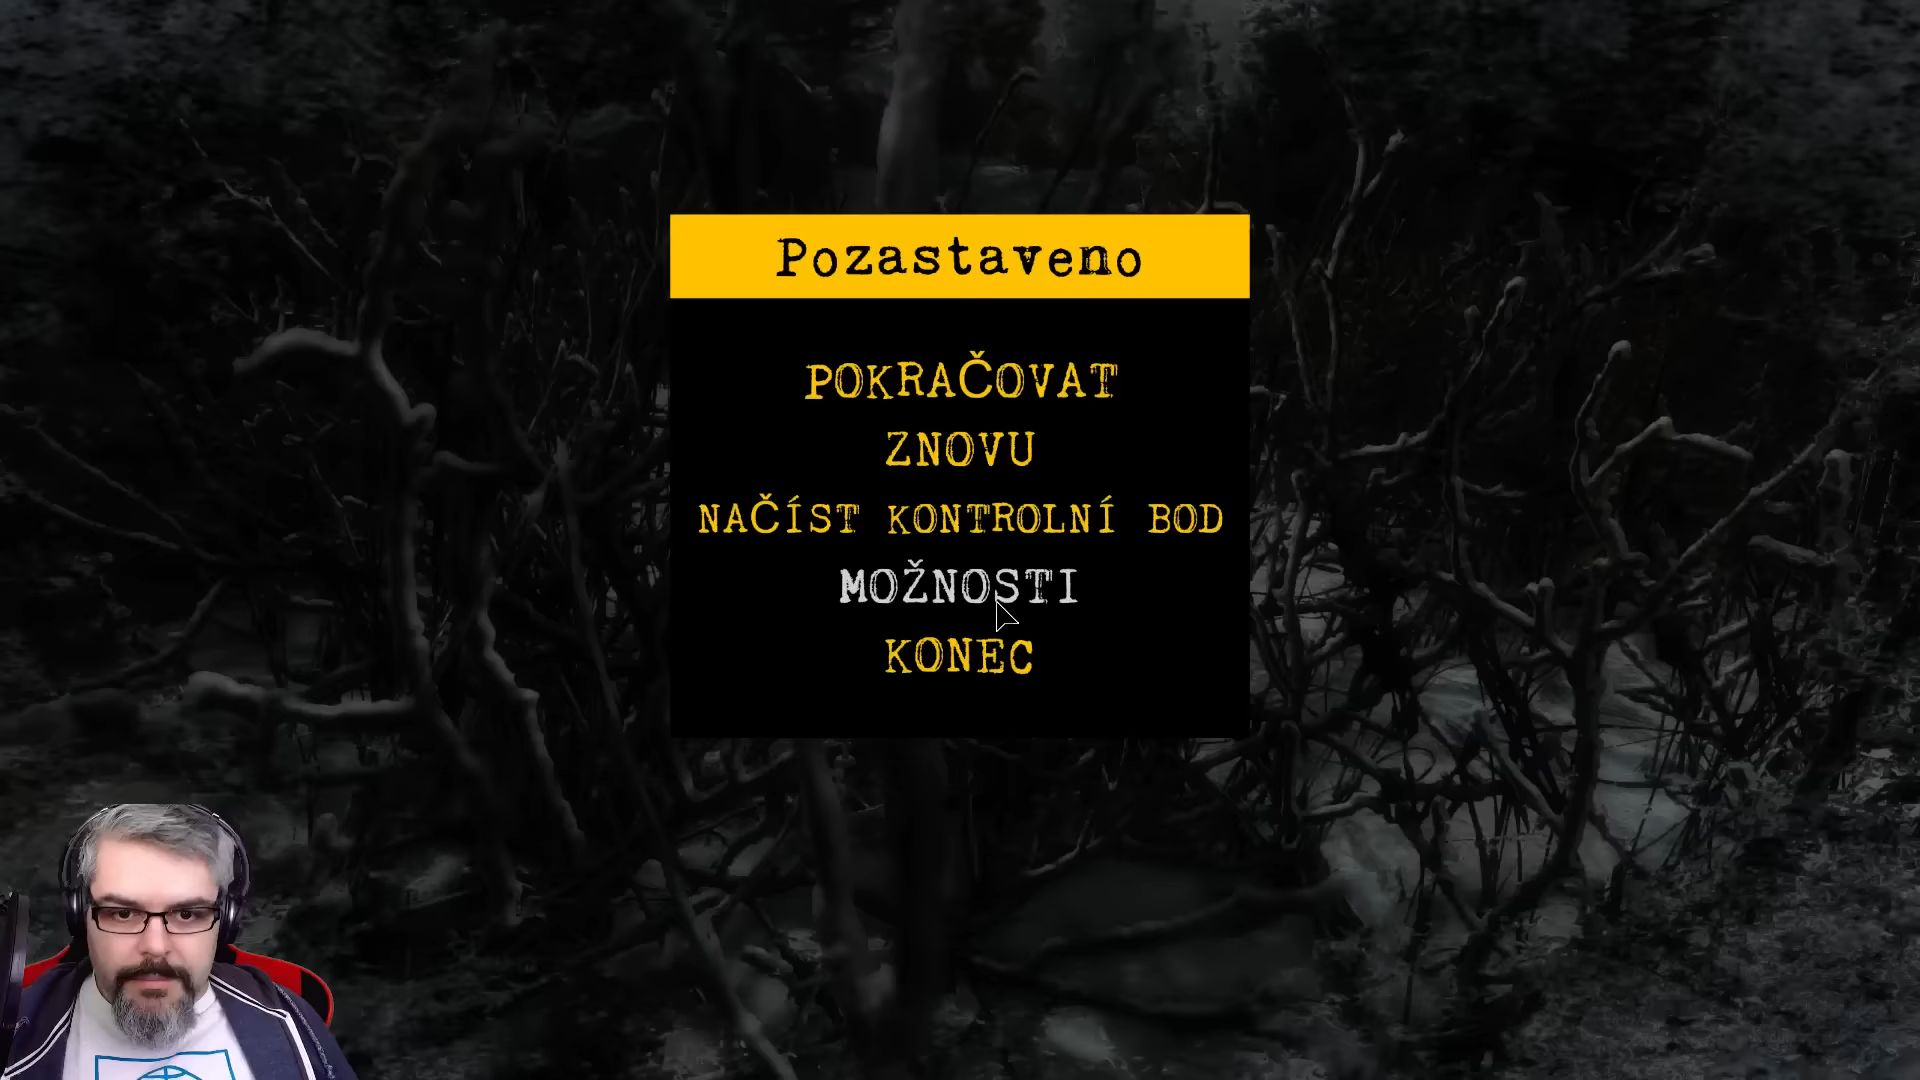 Pozastaveno
POKRAČOVAT
ZNOVU
NAČÍST KONTROLNÍ BOD
MOŽNOSTI
KONEC